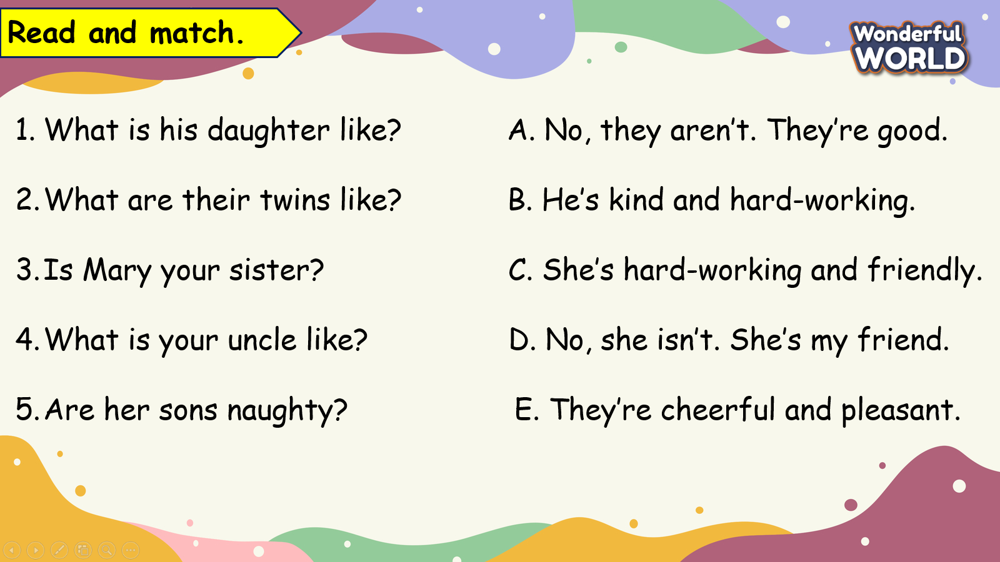 Read and match.
Wonderful
WORLD
1. What is his daughter like?
A. No, they aren't. They're good.
2. What are their twins like?
B. He's kind and hard-working.
3. Is Mary your sister?
C. She's hard-working and friendly.
4. What is your uncle like?
D. No, she isn't. She's my friend.
5. Are her sons naughty?
E. They're cheerful and pleasant.